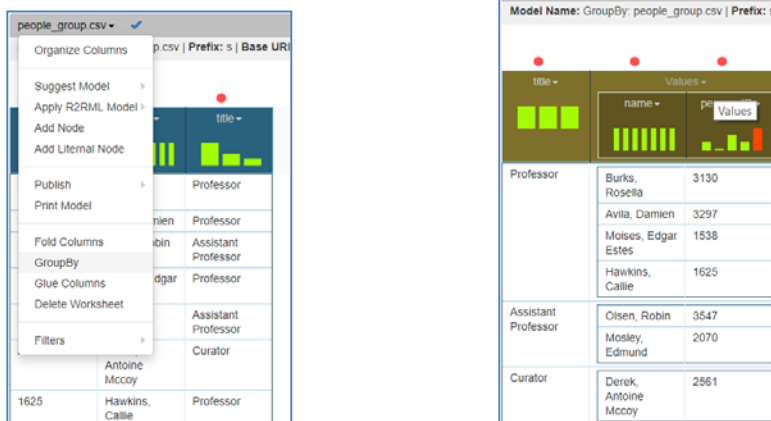 people_group.csv
p.csv | Prefix: s | Base URI
Organize Columns
Suggest Model
Apply R2RML Model
Add Node
Add Liternal Node
Publish
Print Model
Fold Columns
GroupBy
Glue Columns
Delete Worksheet
Filters
title
Professor
mien Professor
bin Assistant
Professor
dgar Professor
Assistant
Professor
Curator
Antoine
Mccoy
1625 Hawkins, Professor
Callie
Model Name: GroupBy: people_group.csv | Prefix: s
title Values
name
Values
Professor Burks, 3130
Rosella
Avila, Damien 3297
Moises, Edgar 1538
Estes
Hawkins, 1625
Callie
Assistant Olsen, Robin 3547
Professor Mosley, 2070
Edmund
Curator Derek, 2561
Antoine
Mccoy